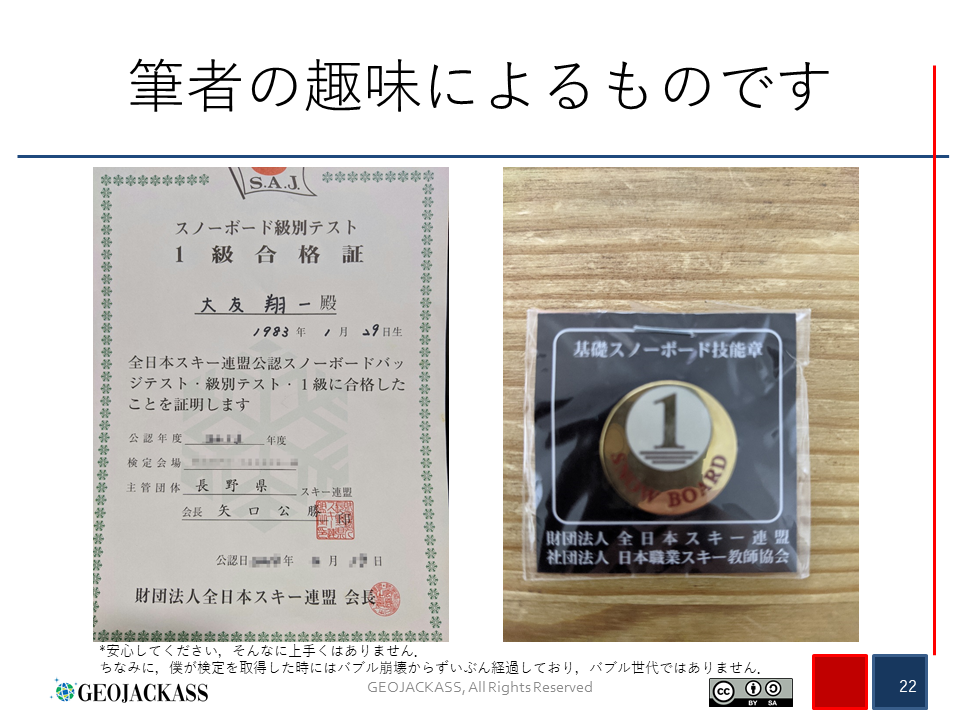 筆者の趣味によるものです
S.A.J.
スノーボード級別テスト
1 級 合 格 証
大友 翔一 殿
1983 年 1 月 29 日生
全日本スキー連盟公認スノーボードバッ
ジテスト・級別テスト・1級に合格した
ことを証明します
公認年度 年度
検定会場
主管団体 長野県 スキー連盟
会長 矢口公勝 印
公認日 年 月 日
財団法人全日本スキー連盟 会長
基礎スノーボード技能章
1
SNOW BOARD
財団法人 全日本スキー連盟
社団法人 日本職業スキー教師協会
*安心してください，そんなに上手くはありません．
ちなみに，僕が検定を取得した時にはバブル崩壊からずいぶん経過しており，バブル世代ではありません．
GEOJACKASS
GEOJACKASS, All Rights Reserved
cc BY SA
22